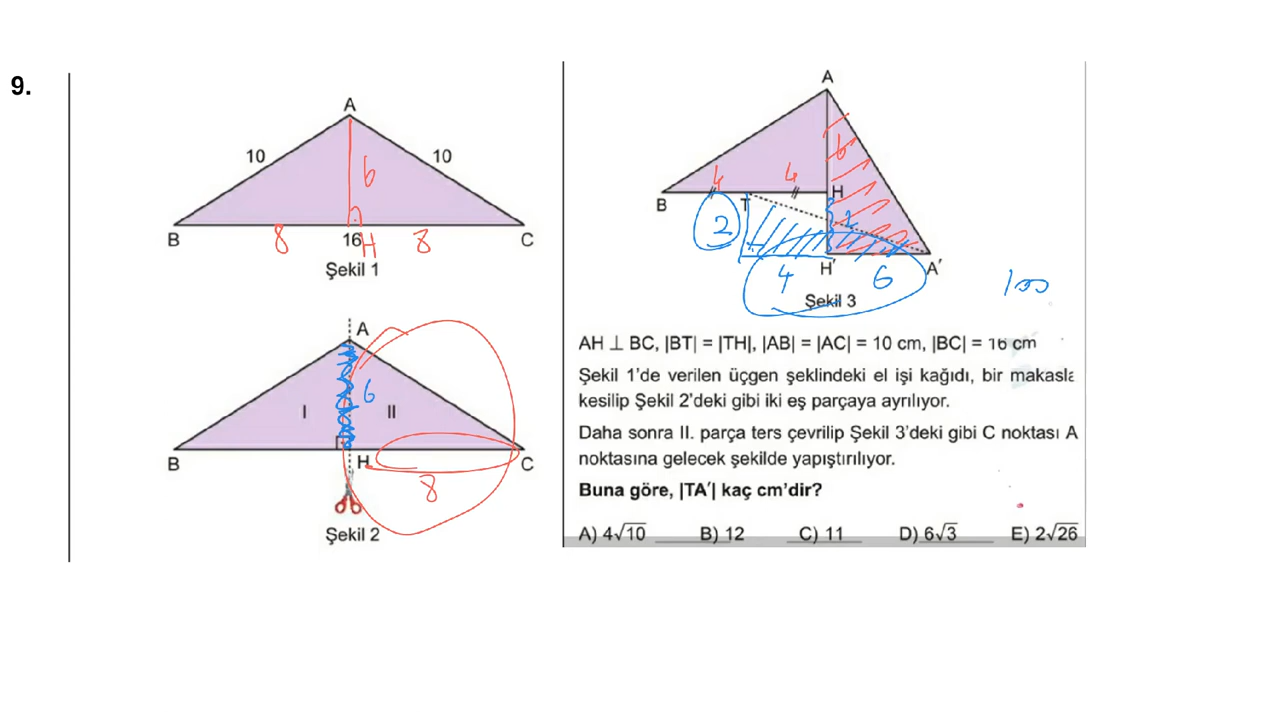 9.
A
10
10
6
B
8
16
H
8
C
Şekil 1
A
I
6
II
B
H
C
8
Şekil 2
A
6
4
4
B
T
H
2
2
H'
A'
4
6
Şekil 3
100
AH ⊥ BC, |BT| = |TH|, |AB| = |AC| = 10 cm, |BC| = 16 cm
Şekil 1'de verilen üçgen şeklindeki el işi kağıdı, bir makasla
kesilip Şekil 2'deki gibi iki eş parçaya ayrılıyor.
Daha sonra II. parça ters çevrilip Şekil 3'deki gibi C noktası A
noktasına gelecek şekilde yapıştırılıyor.
Buna göre, |TA'| kaç cm'dir?
A) 4√10 B) 12 C) 11 D) 6√3 E) 2√26